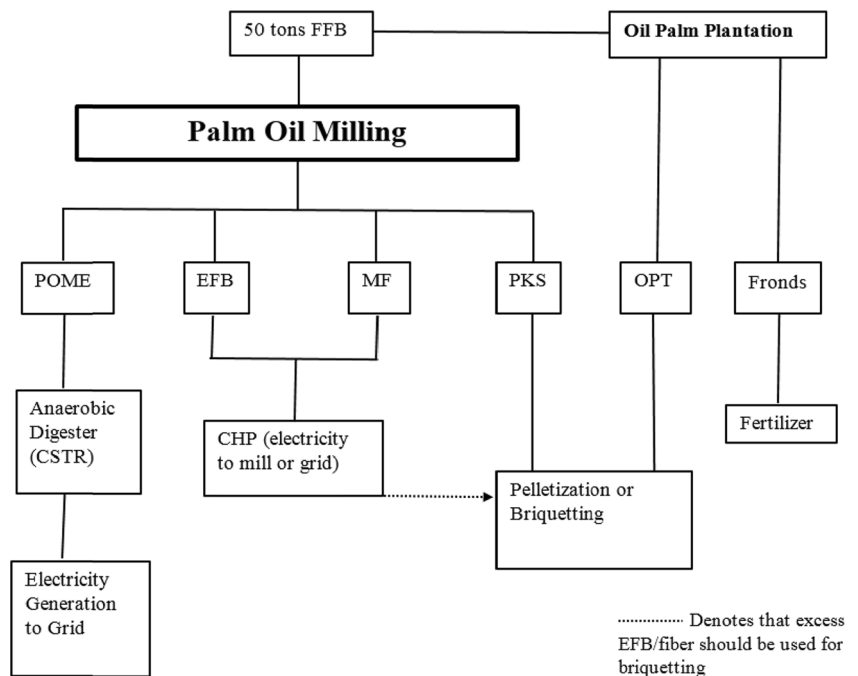 50 tons FFB
Oil Palm Plantation
Palm Oil Milling
POME
EFB
MF
PKS
OPT
Fronds
Anaerobic
Digester
(CSTR)
CHP (electricity
to mill or grid)
Fertilizer
Pelletization or
Briquetting
Electricity
Generation
to Grid
Denotes that excess
EFB/fiber should be used for
briquetting